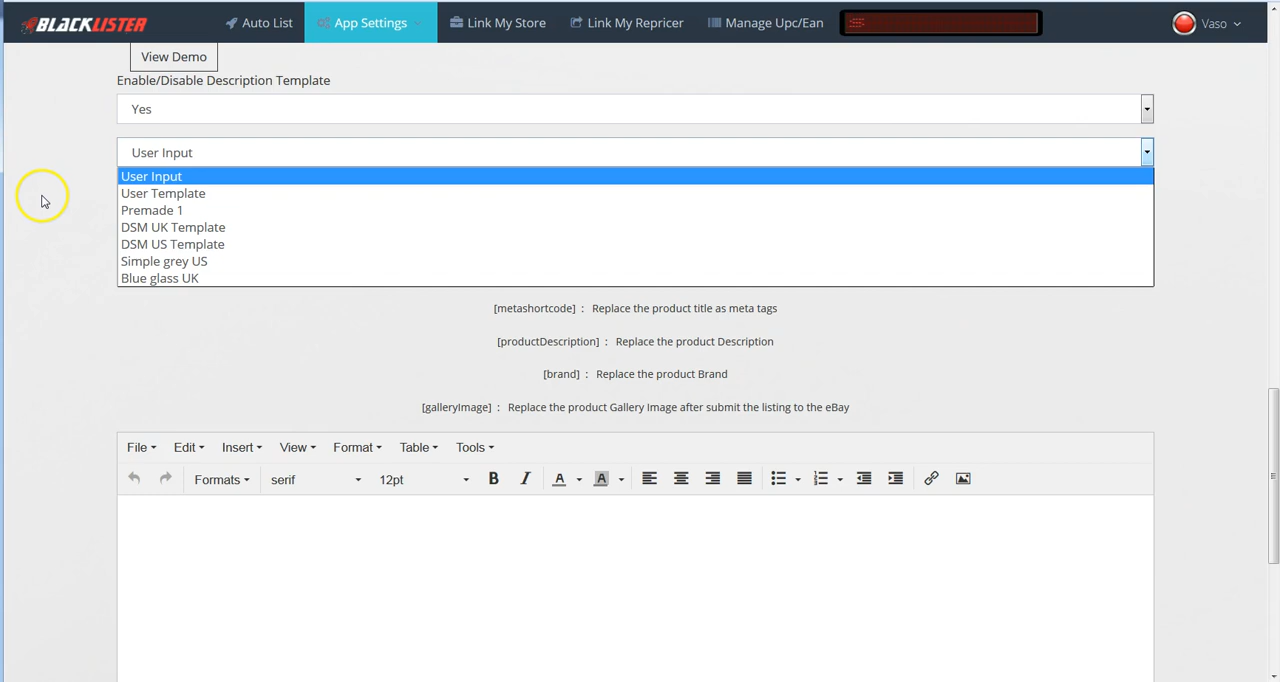 BLACKLISTER
Auto List
App Settings
Link My Store
Link My Repricer
Manage Upc/Ean
Vaso
View Demo
Enable/Disable Description Template
Yes
User Input
User Input
User Template
Premade 1
DSM UK Template
DSM US Template
Simple grey US
Blue glass UK
[metashortcode] : Replace the product title as meta tags
[productDescription] : Replace the product Description
[brand] : Replace the product Brand
[galleryImage] : Replace the product Gallery Image after submit the listing to the eBay
File Edit Insert View Format Table Tools
Formats serif 12pt B I A A